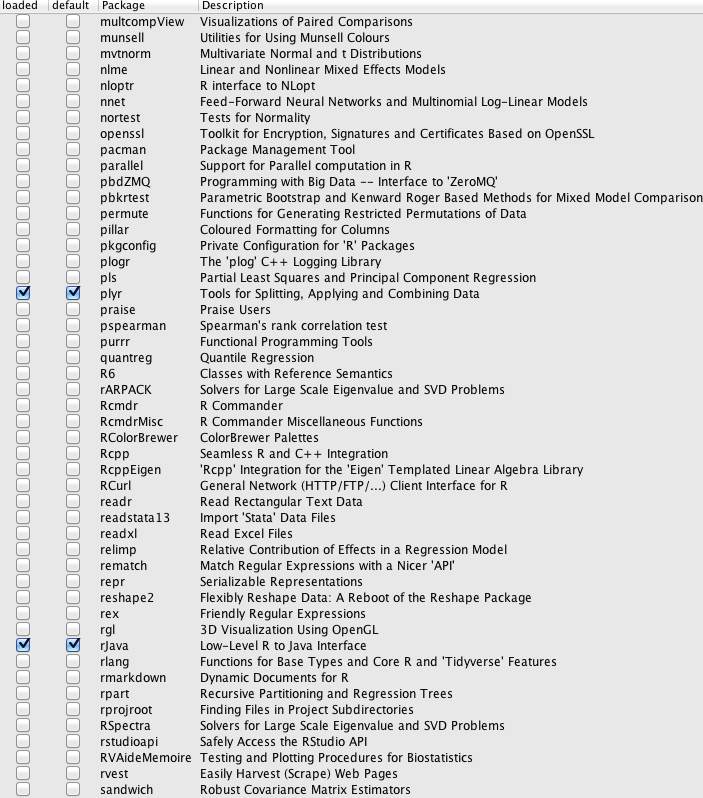 loaded default Package Description
multcompView Visualizations of Paired Comparisons
munsell Utilities for Using Munsell Colours
mvtnorm Multivariate Normal and t Distributions
nlme Linear and Nonlinear Mixed Effects Models
nloptr R interface to NLopt
nnet Feed-Forward Neural Networks and Multinomial Log-Linear Models
nortest Tests for Normality
openssl Toolkit for Encryption, Signatures and Certificates Based on OpenSSL
pacman Package Management Tool
parallel Support for Parallel computation in R
pbdZMQ Programming with Big Data -- Interface to 'ZeroMQ'
pbkrtest Parametric Bootstrap and Kenward Roger Based Methods for Mixed Model Comparison
permute Functions for Generating Restricted Permutations of Data
pillar Coloured Formatting for Columns
pkgconfig Private Configuration for 'R' Packages
plogr The 'plog' C++ Logging Library
pls Partial Least Squares and Principal Component Regression
plyr Tools for Splitting, Applying and Combining Data
praise Praise Users
pspearman Spearman's rank correlation test
purrr Functional Programming Tools
quantreg Quantile Regression
R6 Classes with Reference Semantics
rARPACK Solvers for Large Scale Eigenvalue and SVD Problems
Rcmdr R Commander
RcmdrMisc R Commander Miscellaneous Functions
RColorBrewer ColorBrewer Palettes
Rcpp Seamless R and C++ Integration
RcppEigen 'Rcpp' Integration for the 'Eigen' Templated Linear Algebra Library
RCurl General Network (HTTP/FTP/...) Client Interface for R
readr Read Rectangular Text Data
readstata13 Import 'Stata' Data Files
readxl Read Excel Files
relimp Relative Contribution of Effects in a Regression Model
rematch Match Regular Expressions with a Nicer 'API'
repr Serializable Representations
reshape2 Flexibly Reshape Data: A Reboot of the Reshape Package
rex Friendly Regular Expressions
rgl 3D Visualization Using OpenGL
rJava Low-Level R to Java Interface
rlang Functions for Base Types and Core R and 'Tidyverse' Features
rmarkdown Dynamic Documents for R
rpart Recursive Partitioning and Regression Trees
rprojroot Finding Files in Project Subdirectories
RSpectra Solvers for Large Scale Eigenvalue and SVD Problems
rstudioapi Safely Access the RStudio API
RVAideMemoire Testing and Plotting Procedures for Biostatistics
rvest Easily Harvest (Scrape) Web Pages
sandwich Robust Covariance Matrix Estimators